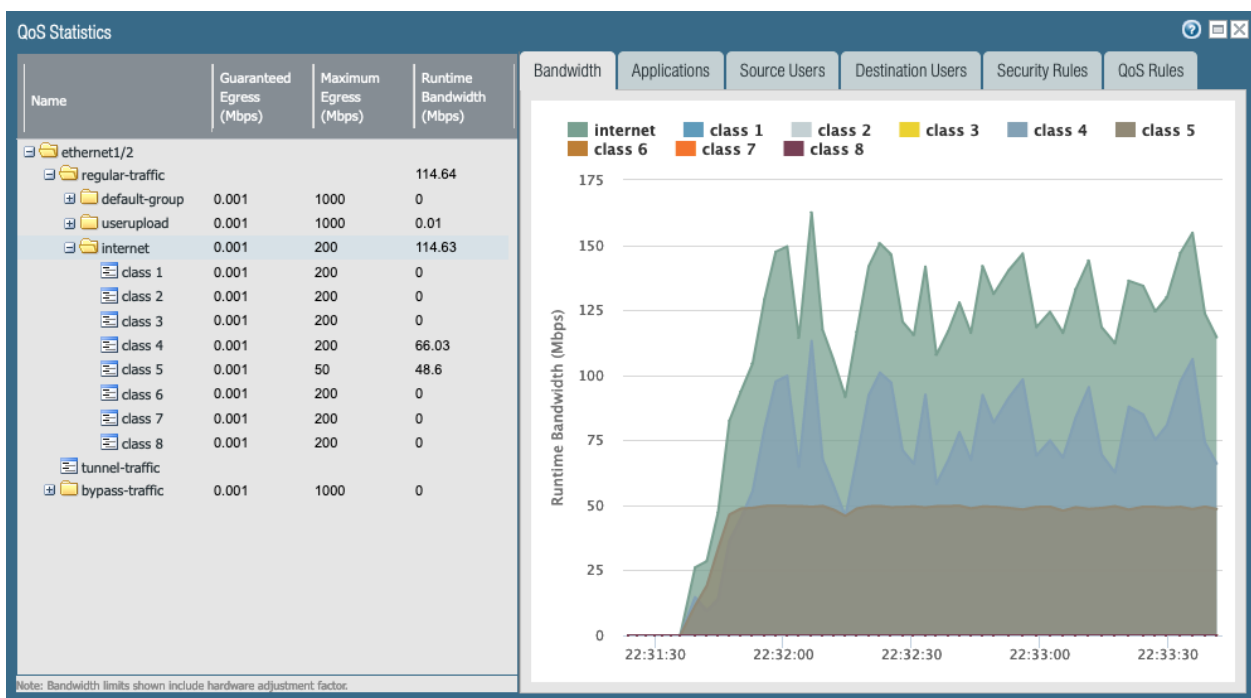 QoS Statistics
Name Guaranteed Egress (Mbps) Maximum Egress (Mbps) Runtime Bandwidth (Mbps)
ethernet1/2
regular-traffic 114.64
default-group 0.001 1000 0
userupload 0.001 1000 0.01
internet 0.001 200 114.63
class 1 0.001 200 0
class 2 0.001 200 0
class 3 0.001 200 0
class 4 0.001 200 66.03
class 5 0.001 50 48.6
class 6 0.001 200 0
class 7 0.001 200 0
class 8 0.001 200 0
tunnel-traffic
bypass-traffic 0.001 1000 0
Note: Bandwidth limits shown include hardware adjustment factor.
Bandwidth Applications Source Users Destination Users Security Rules QoS Rules
internet class 1 class 2 class 3 class 4 class 5
class 6 class 7 class 8
Runtime Bandwidth (Mbps)
175
150
125
100
75
50
25
0
22:31:30 22:32:00 22:32:30 22:33:00 22:33:30